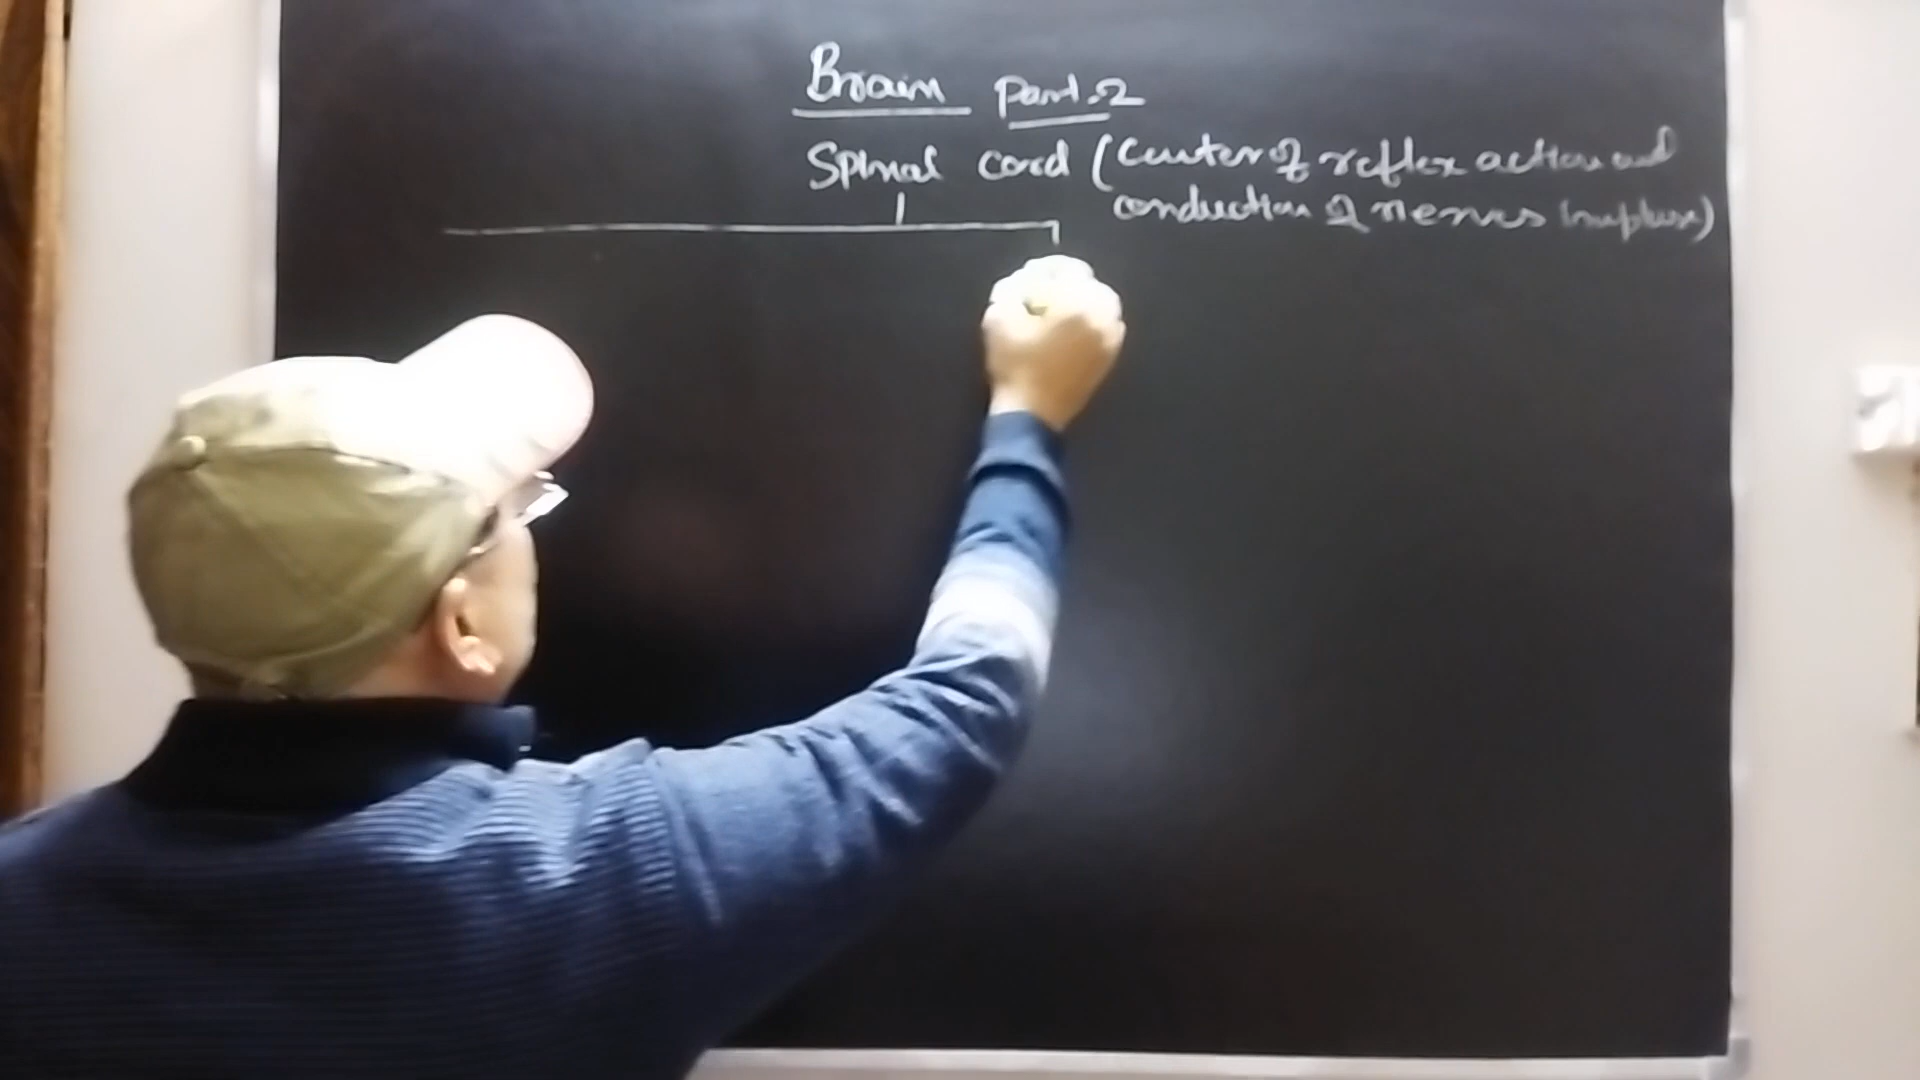 Brain Part-2
Spinal cord (Center of reflex action and
conduction of nerves impluse)